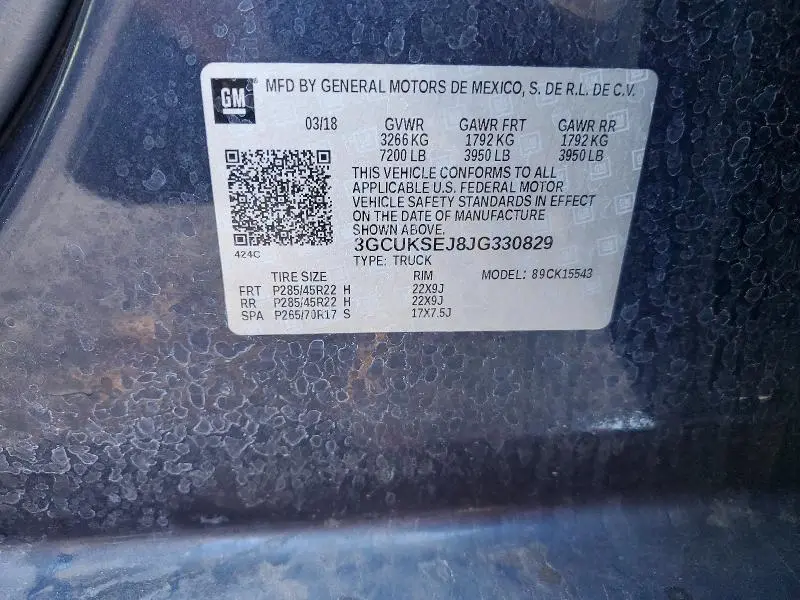 GM MFD BY GENERAL MOTORS DE MEXICO, S. DE R.L. DE C.V.
03/18 GVWR GAWR FRT GAWR RR
3266 KG 1792 KG 1792 KG
7200 LB 3950 LB 3950 LB
THIS VEHICLE CONFORMS TO ALL
APPLICABLE U.S. FEDERAL MOTOR
VEHICLE SAFETY STANDARDS IN EFFECT
ON THE DATE OF MANUFACTURE
SHOWN ABOVE.
3GCUKSEJ8JG330829
424C
TYPE: TRUCK
TIRE SIZE RIM MODEL: 89CK15543
FRT P285/45R22 H 22X9J
RR P285/45R22 H 22X9J
SPA P265/70R17 S 17X7.5J